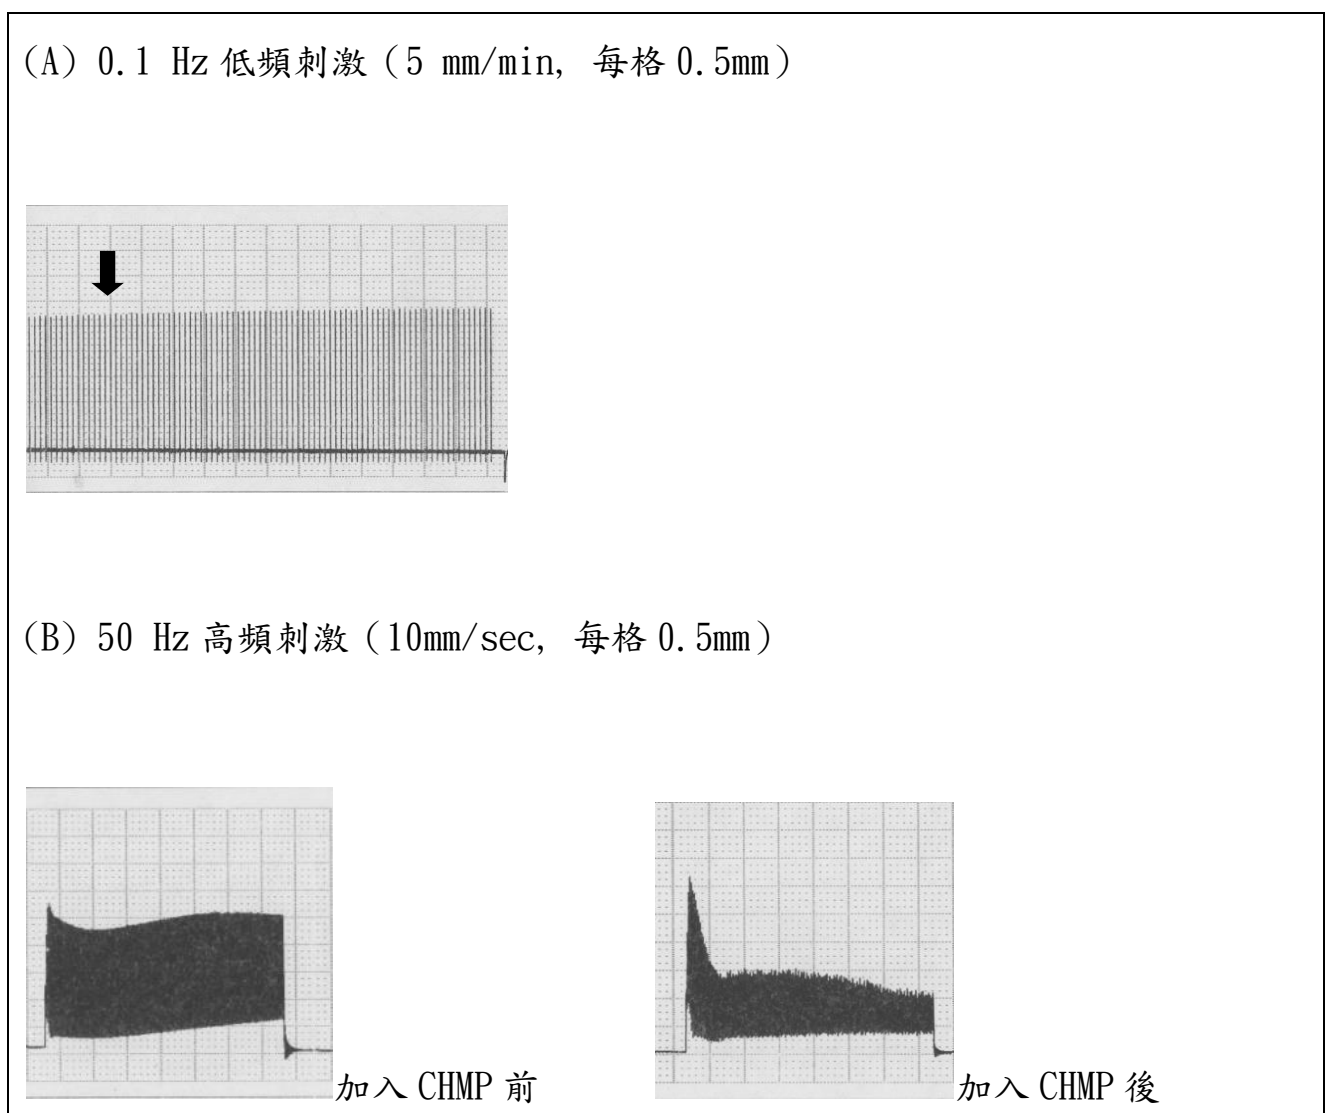 (A) 0.1 Hz 低頻刺激（5 mm/min, 每格 0.5mm）
(B) 50 Hz 高頻刺激（10mm/sec, 每格 0.5mm）
加入 CHMP 前
加入 CHMP 後